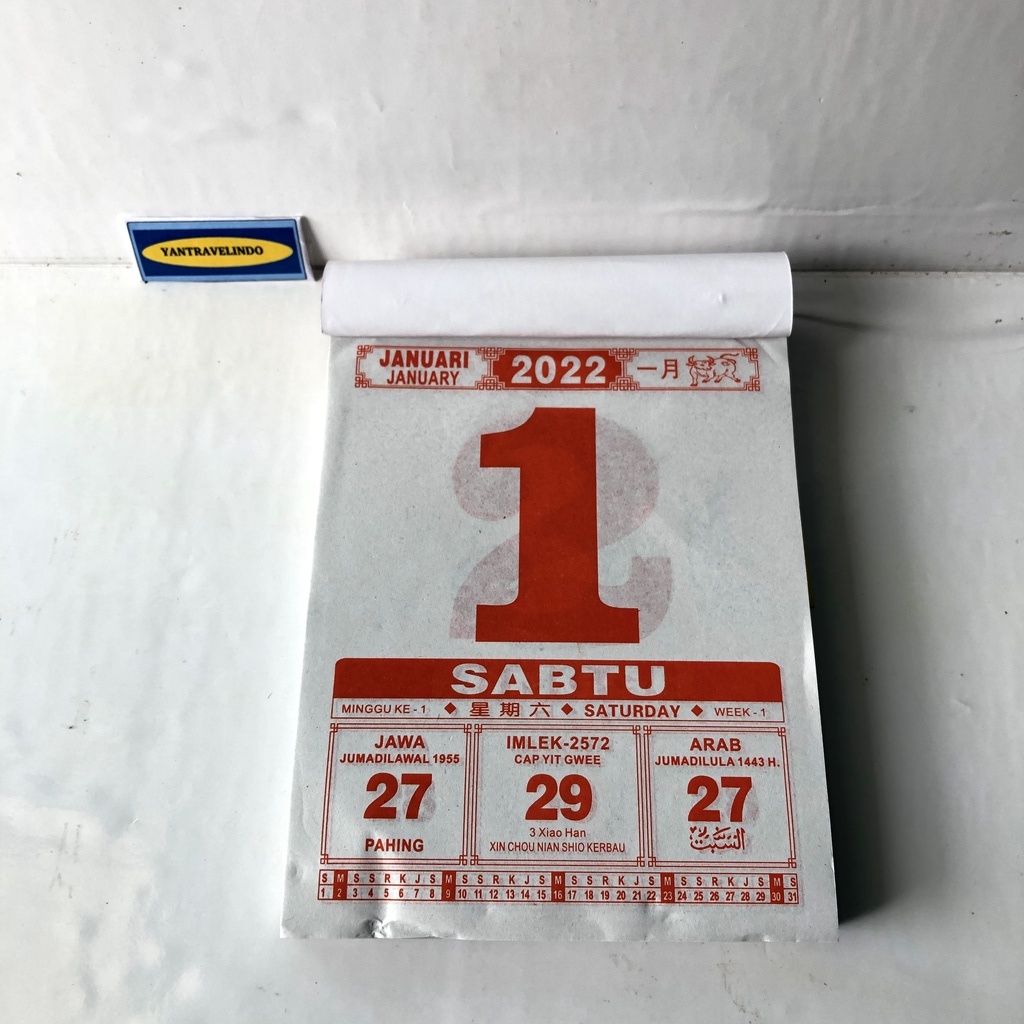 YANTRAVELINDO
JANUARI
JANUARY
2022
一月
1
SABTU
MINGGU KE - 1 ◆ 星期六 ◆ SATURDAY ◆ WEEK - 1
JAWA
JUMADILAWAL 1955
27
PAHING
IMLEK-2572
CAP YIT GWEE
29
3 Xiao Han
XIN CHOU NIAN SHIO KERBAU
ARAB
JUMADILULA 1443 H.
27
السَّبْت
S M S S R K J S M S S R K J S M S S R K J S M S S R K J S M S
1 2 3 4 5 6 7 8 9 10 11 12 13 14 15 16 17 18 19 20 21 22 23 24 25 26 27 28 29 30 31